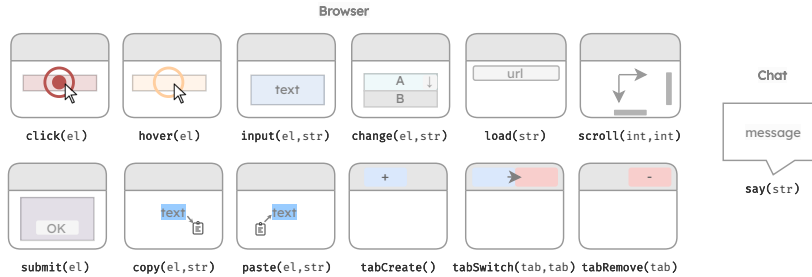 Browser
text
A
B
url
click(el)
hover(el)
input(el,str)
change(el,str)
load(str)
scroll(int,int)
Chat
message
say(str)
OK
text
text
+
-
submit(el)
copy(el,str)
paste(el,str)
tabCreate()
tabSwitch(tab,tab)
tabRemove(tab)